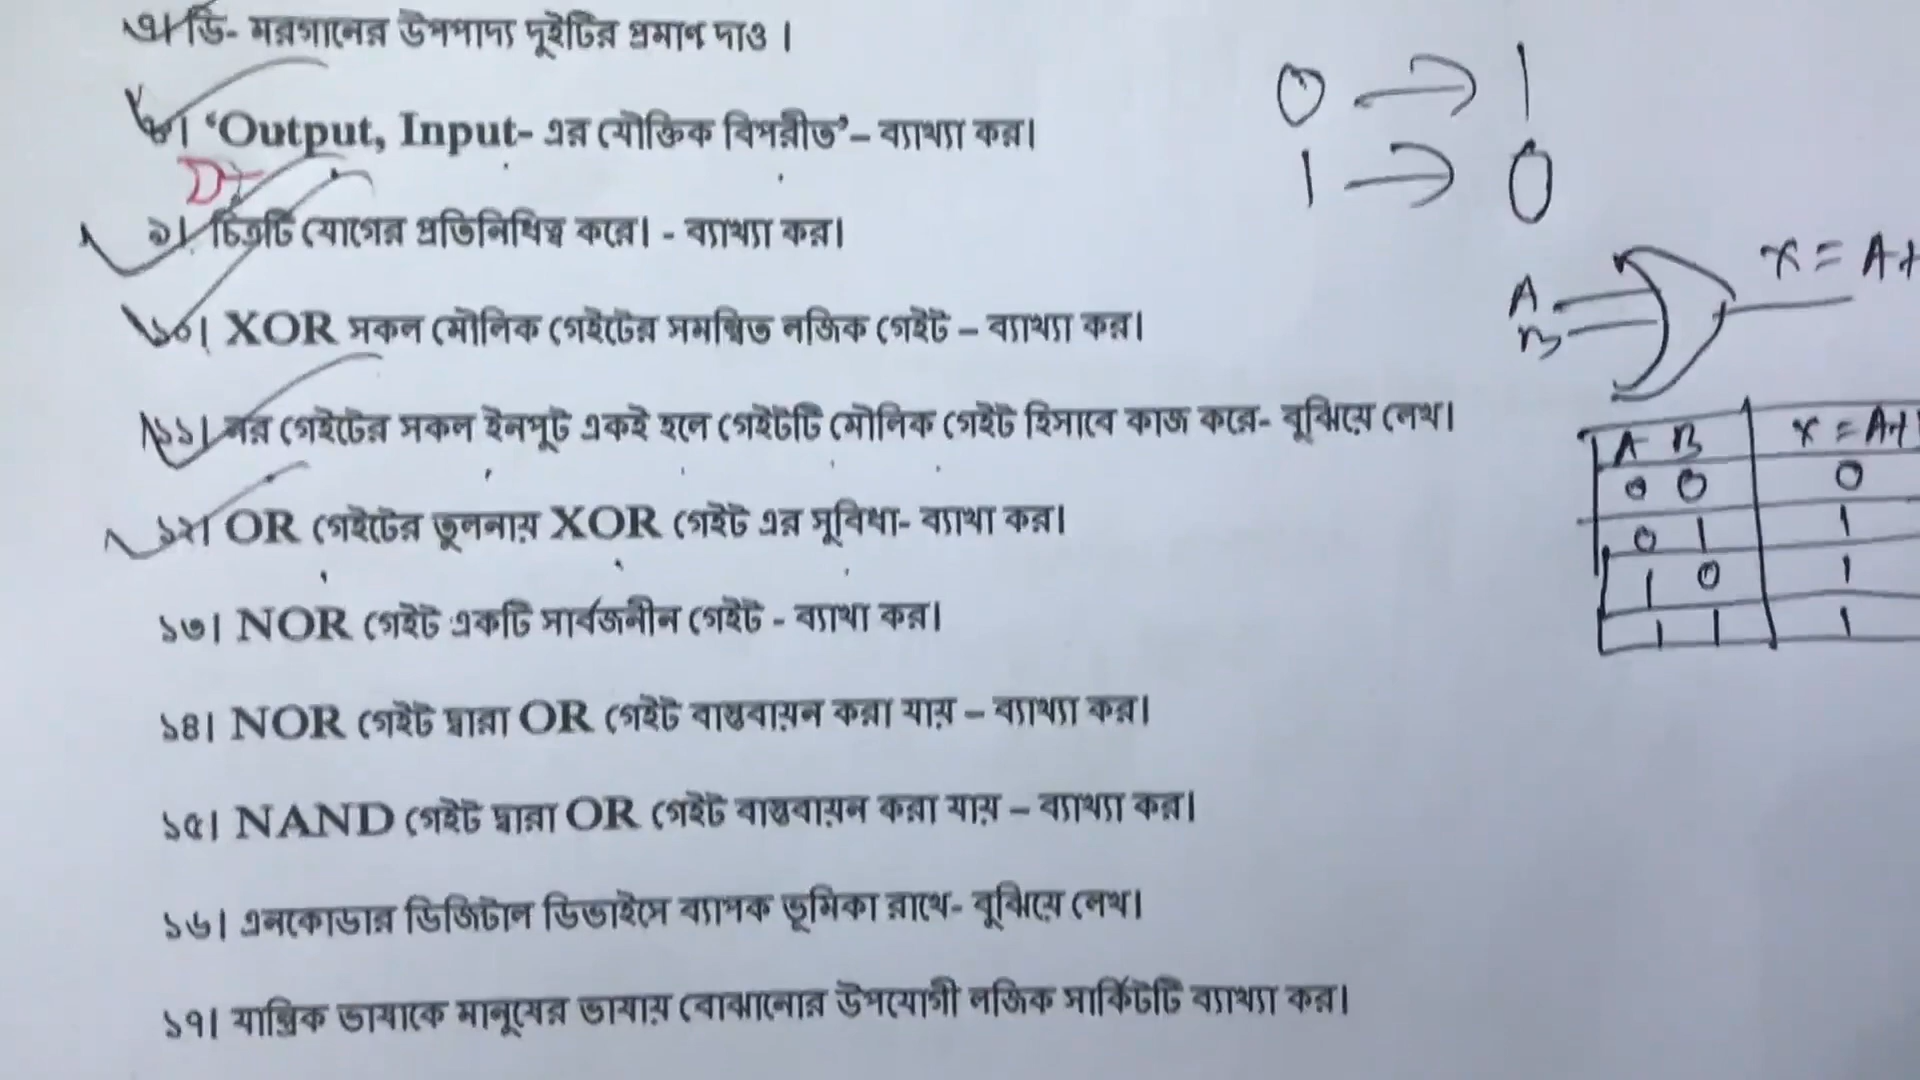 ৭। ডি- মরগানের উপপাদ্য দুইটির প্রমাণ দাও।
৮। ‘Output, Input- এর যৌক্তিক বিপরীত’– ব্যাখ্যা কর।
৯। চিত্রটি যোগের প্রতিনিধিত্ব করে। - ব্যাখ্যা কর।
১০। XOR সকল মৌলিক গেইটের সমন্বিত লজিক গেইট – ব্যাখ্যা কর।
১১। নর গেইটের সকল ইনপুট একই হলে গেইটটি মৌলিক গেইট হিসাবে কাজ করে- বুঝিয়ে লেখ।
১২। OR গেইটের তুলনায় XOR গেইট এর সুবিধা- ব্যাখা কর।
১৩। NOR গেইট একটি সার্বজনীন গেইট - ব্যাখা কর।
১৪। NOR গেইট দ্বারা OR গেইট বাস্তবায়ন করা যায় – ব্যাখ্যা কর।
১৫। NAND গেইট দ্বারা OR গেইট বাস্তবায়ন করা যায় – ব্যাখ্যা কর।
১৬। এনকোডার ডিজিটাল ডিভাইসে ব্যাপক ভূমিকা রাখে- বুঝিয়ে লেখ।
১৭। যান্ত্রিক ভাষাকে মানুষের ভাষায় বোঝানোর উপযোগী লজিক সার্কিটটি ব্যাখ্যা কর।
0 → 1
1 → 0
x = A+
A
B
A B x = A+
0 0 0
0 1 1
1 0 1
1 1 1